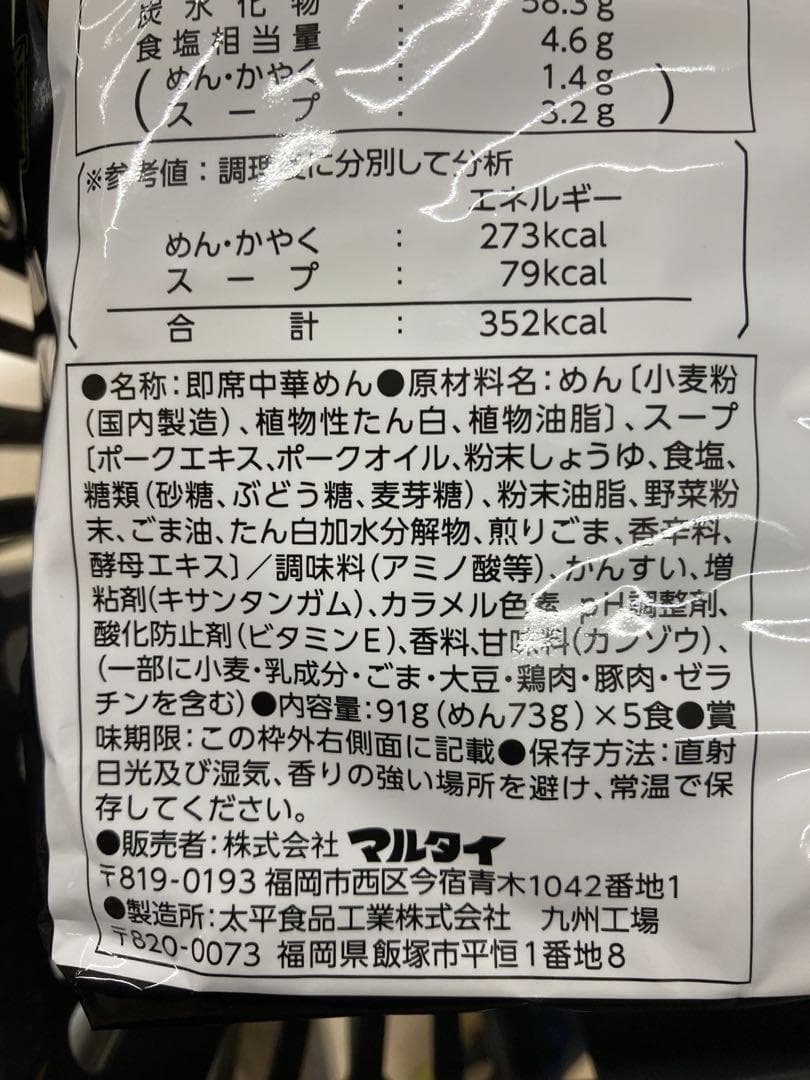 炭水化物 : 58.3g
食塩相当量 : 4.6g
(めん・かやく : 1.4g
スープ : 3.2g)
※参考値:調理後に分別して分析
エネルギー
めん・かやく : 273kcal
スープ : 79kcal
合計 : 352kcal
●名称:即席中華めん●原材料名:めん〔小麦粉
(国内製造)、植物性たん白、植物油脂〕、スープ
〔ポークエキス、ポークオイル、粉末しょうゆ、食塩、
糖類(砂糖、ぶどう糖、麦芽糖)、粉末油脂、野菜粉
末、ごま油、たん白加水分解物、煎りごま、香辛料、
酵母エキス〕/調味料(アミノ酸等)、かんすい、増
粘剤(キサンタンガム)、カラメル色素、pH調整剤、
酸化防止剤(ビタミンE)、香料、甘味料(カンゾウ)、
(一部に小麦・乳成分・ごま・大豆・鶏肉・豚肉・ゼラ
チンを含む)●内容量:91g(めん73g)×5食●賞
味期限:この枠外右側面に記載●保存方法:直射
日光及び湿気、香りの強い場所を避け、常温で保
存してください。
●販売者:株式会社 マルタイ
〒819-0193 福岡市西区今宿青木1042番地1
●製造所:太平食品工業株式会社 九州工場
〒820-0073 福岡県飯塚市平恒1番地8